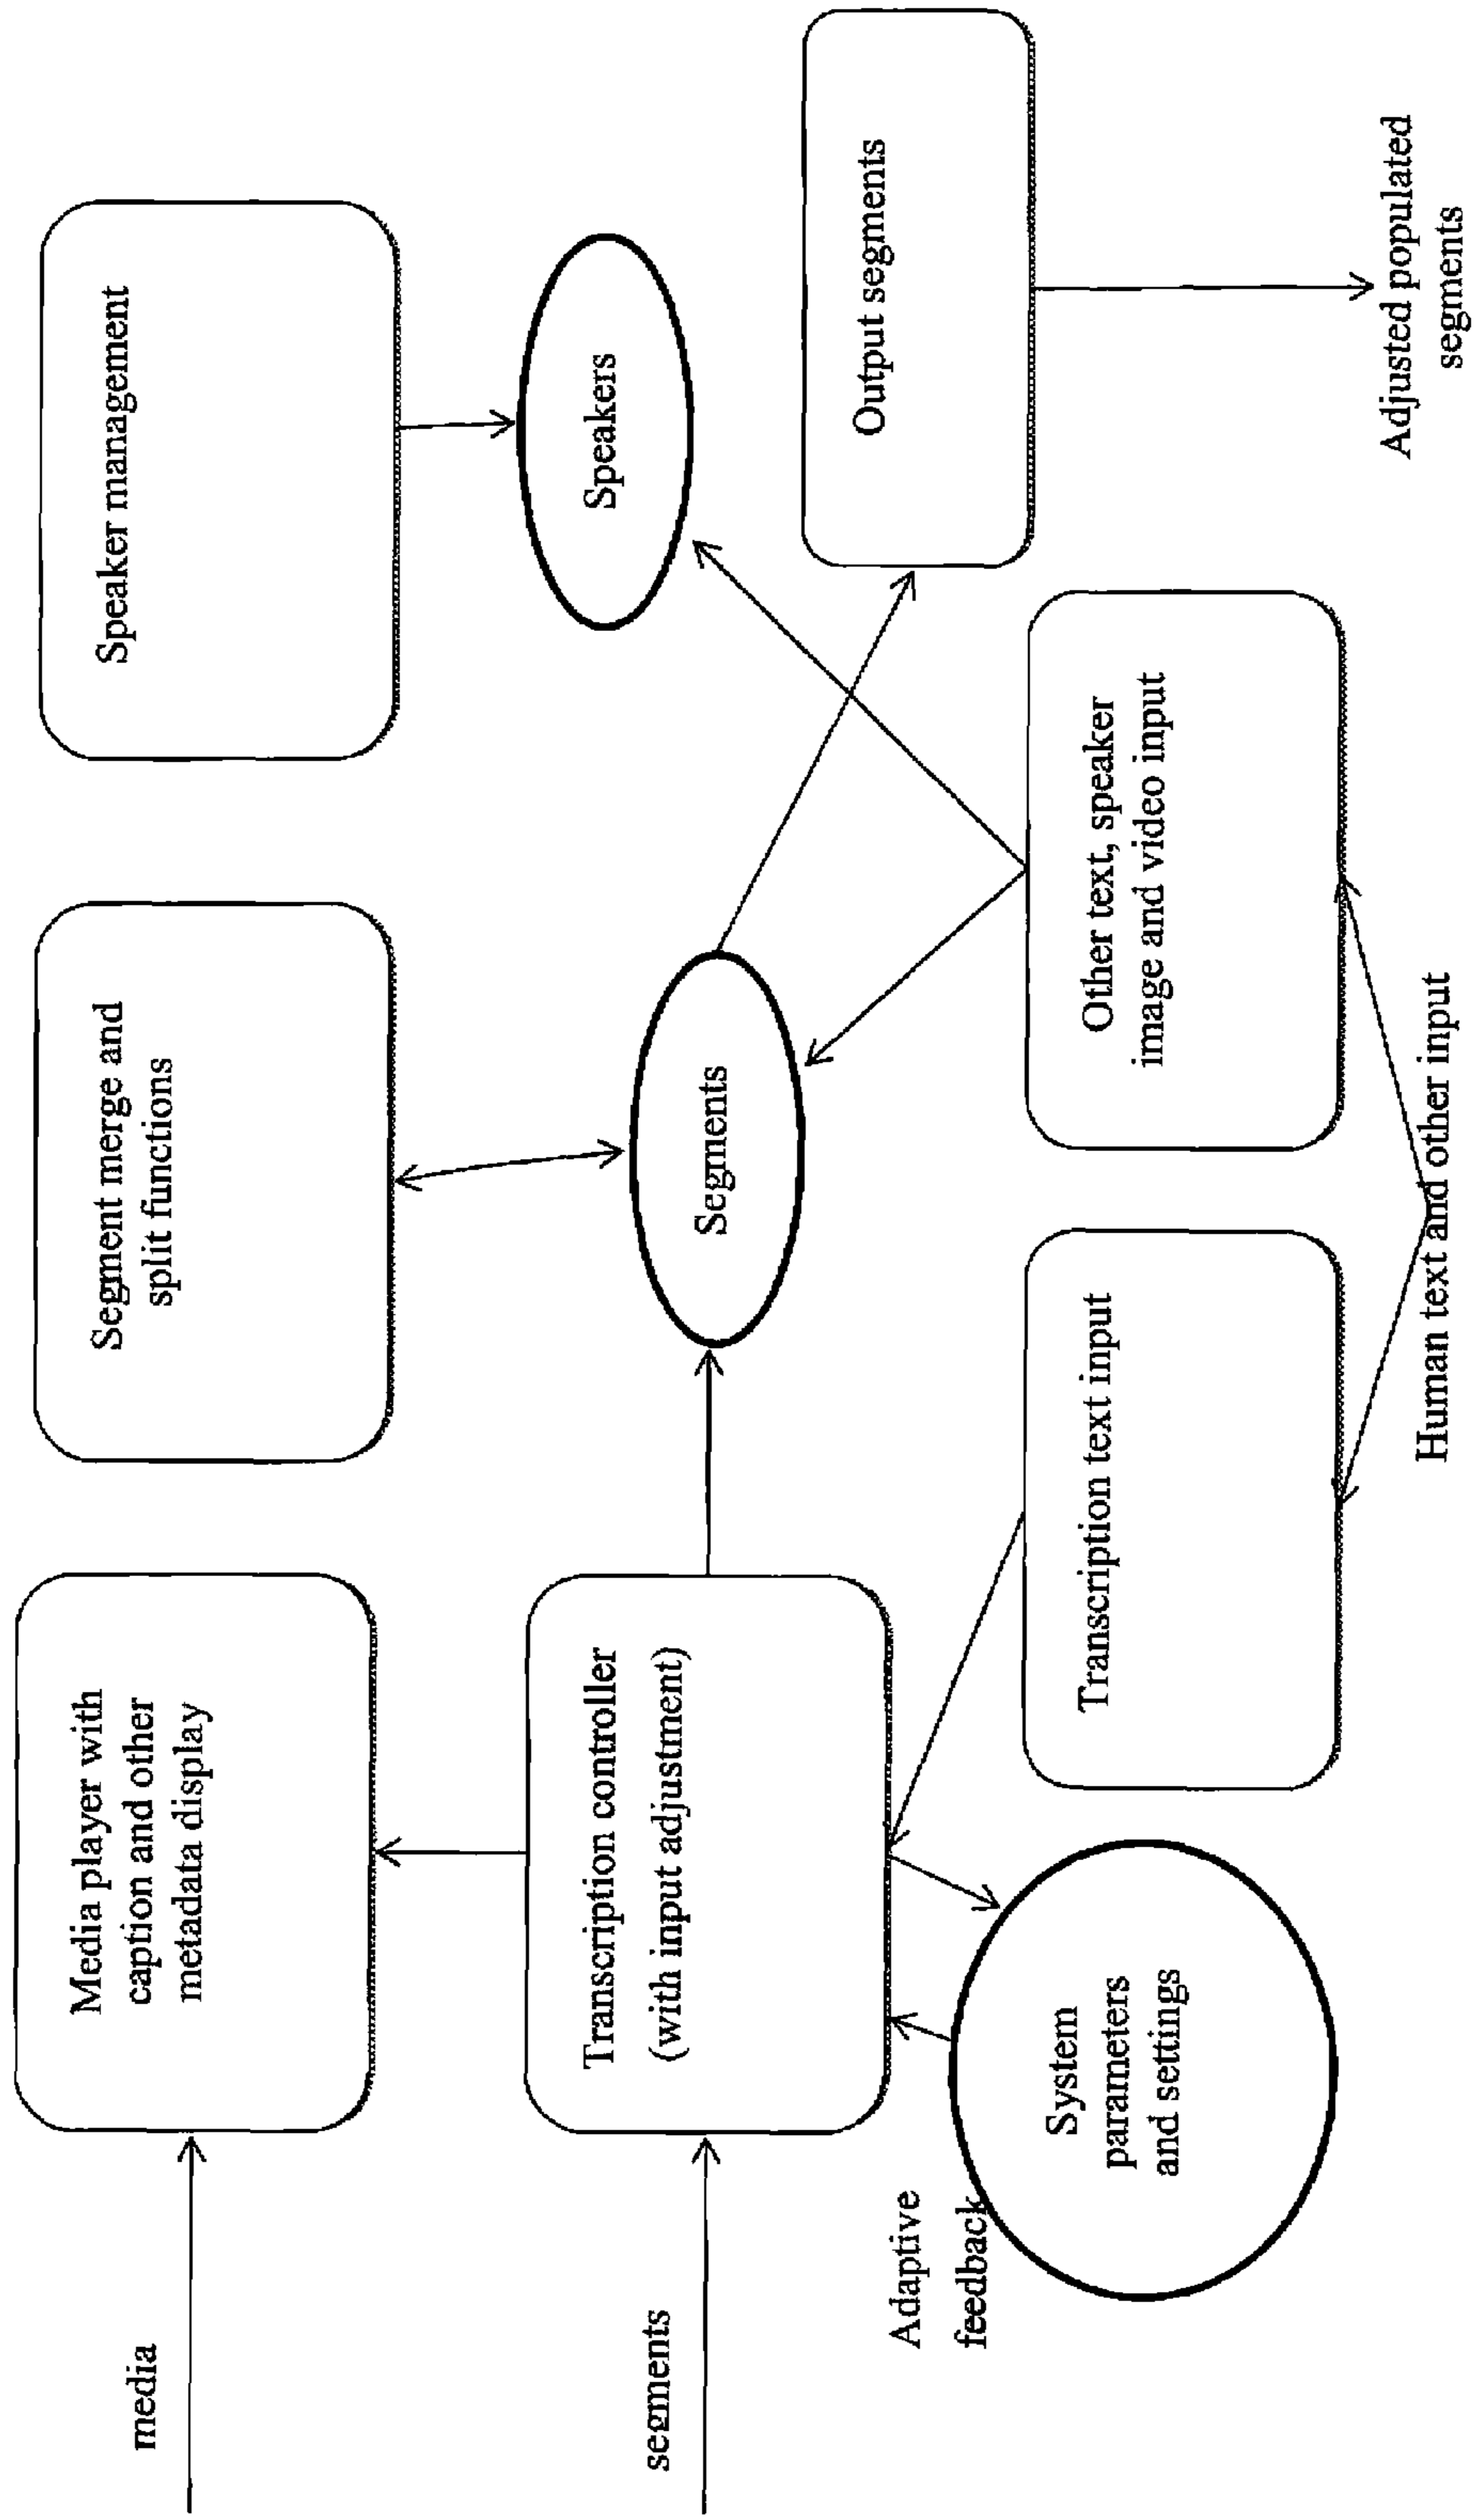 media
Media player with
caption and other
metadata display
Segment merge and
split functions
Speaker management
segments
Transcription controller
(with input adjustment)
Segments
Speakers
Adaptive
feedback
System
parameters
and settings
Transcription text input
Other text, speaker
image and video input
Output segments
Human text and other input
Adjusted populated
segments